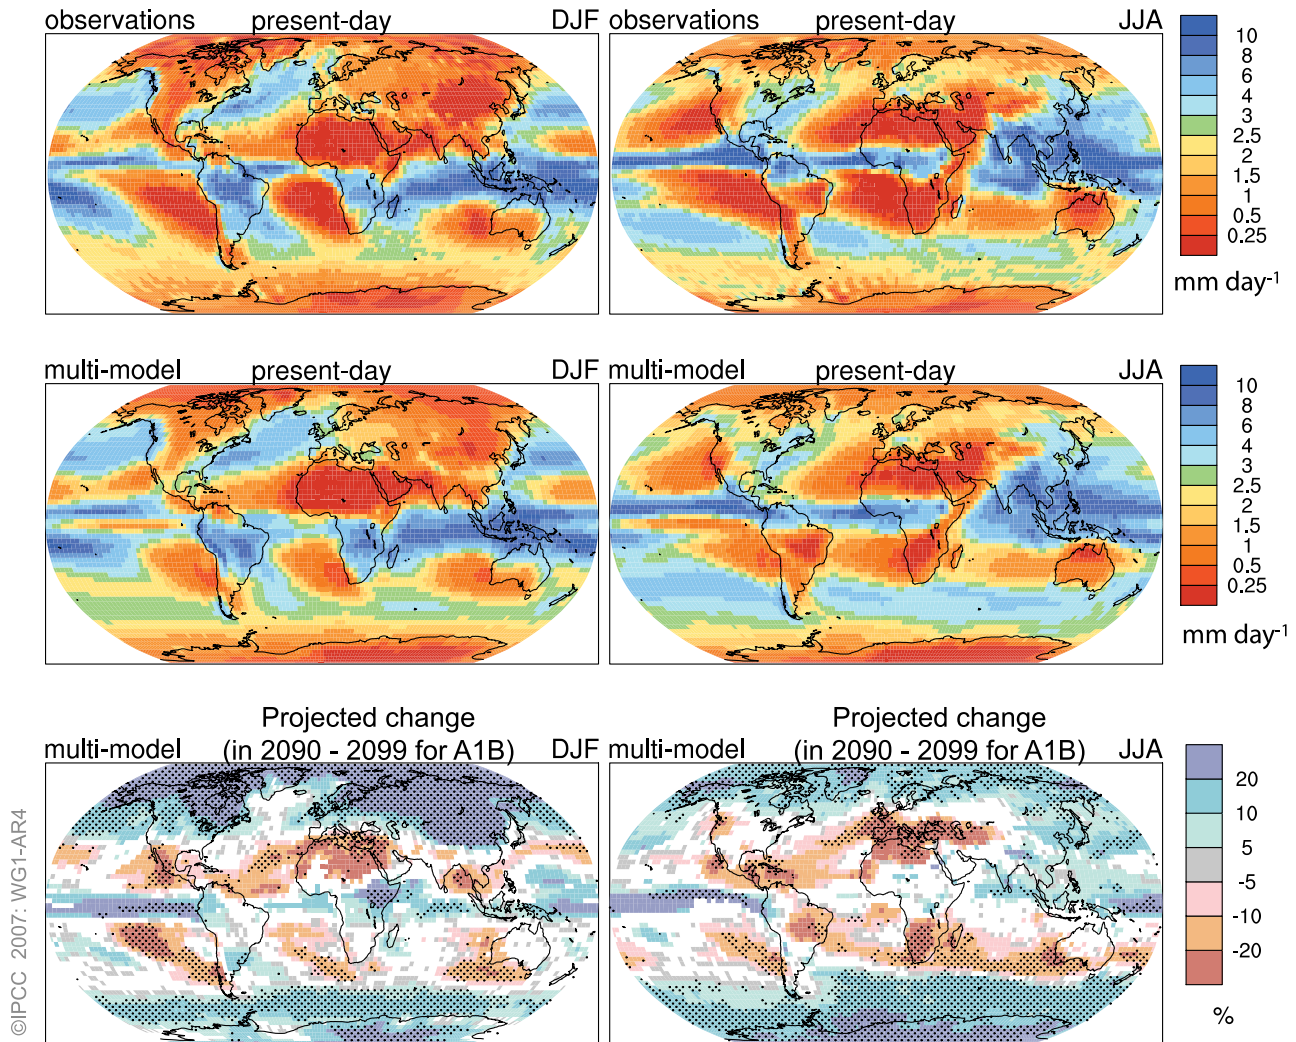 observations present-day DJF
observations present-day JJA
10
8
6
4
3
2.5
2
1.5
1
0.5
0.25
mm day-1
multi-model present-day DJF
multi-model present-day JJA
10
8
6
4
3
2.5
2
1.5
1
0.5
0.25
mm day-1
Projected change
multi-model (in 2090 - 2099 for A1B) DJF
Projected change
multi-model (in 2090 - 2099 for A1B) JJA
20
10
5
-5
-10
-20
%
©IPCC 2007: WG1-AR4